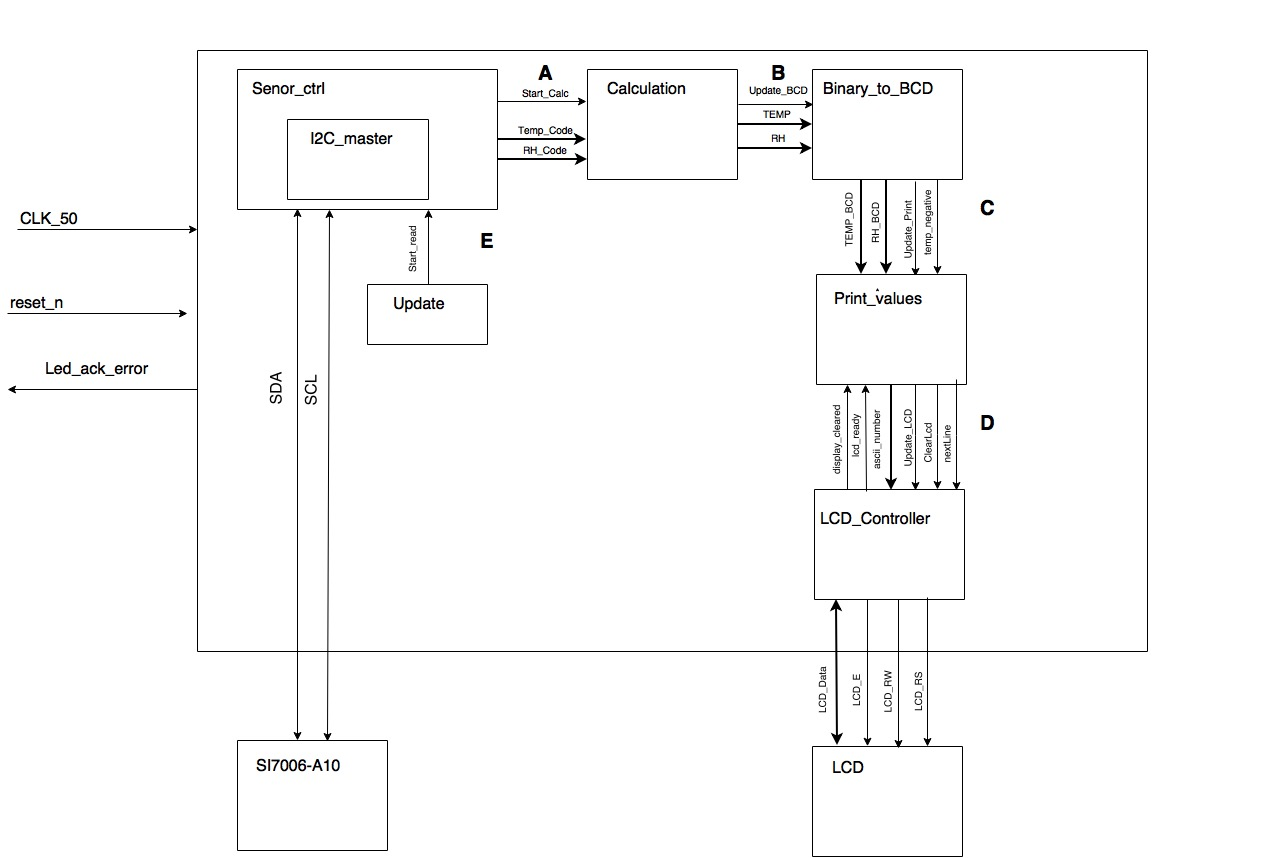 A
B
Senor_ctrl
Start_Calc
Calculation
Update_BCD
Binary_to_BCD
TEMP
I2C_master
Temp_Code
RH
RH_Code
CLK_50
TEMP_BCD
RH_BCD
Update_Print
temp_negative
C
E
Start_read
reset_n
Update
Print_values
Led_ack_error
SDA
SCL
display_cleared
lcd_ready
ascii_number
Update_LCD
ClearLcd
nextLine
D
LCD_Controller
LCD_Data
LCD_E
LCD_RW
LCD_RS
SI7006-A10
LCD